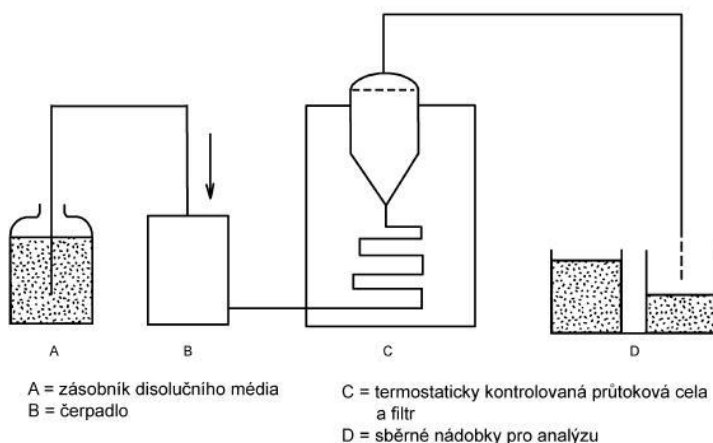 A
B
C
D
A = zásobník disolučního média
B = čerpadlo
C = termostaticky kontrolovaná průtoková cela
a filtr
D = sběrné nádobky pro analýzu